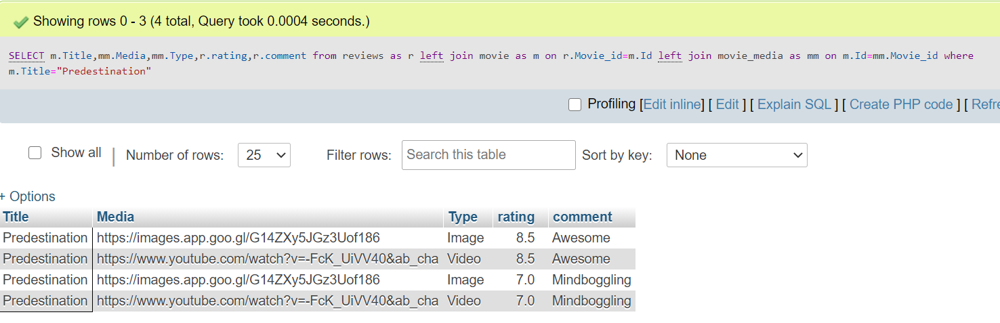 Showing rows 0 - 3 (4 total, Query took 0.0004 seconds.)
SELECT m.Title,mm.Media,mm.Type,r.rating,r.comment from reviews as r left join movie as m on r.Movie_id=m.Id left join movie_media as mm on m.Id=mm.Movie_id where
m.Title="Predestination"
Profiling [Edit inline] [ Edit ] [ Explain SQL ] [ Create PHP code ] [ Refre
Show all | Number of rows: 25 Filter rows: Search this table Sort by key: None
+ Options
Title Media Type rating comment
Predestination https://images.app.goo.gl/G14ZXy5JGz3Uof186 Image 8.5 Awesome
Predestination https://www.youtube.com/watch?v=-FcK_UiVV40&ab_cha Video 8.5 Awesome
Predestination https://images.app.goo.gl/G14ZXy5JGz3Uof186 Image 7.0 Mindboggling
Predestination https://www.youtube.com/watch?v=-FcK_UiVV40&ab_cha Video 7.0 Mindboggling